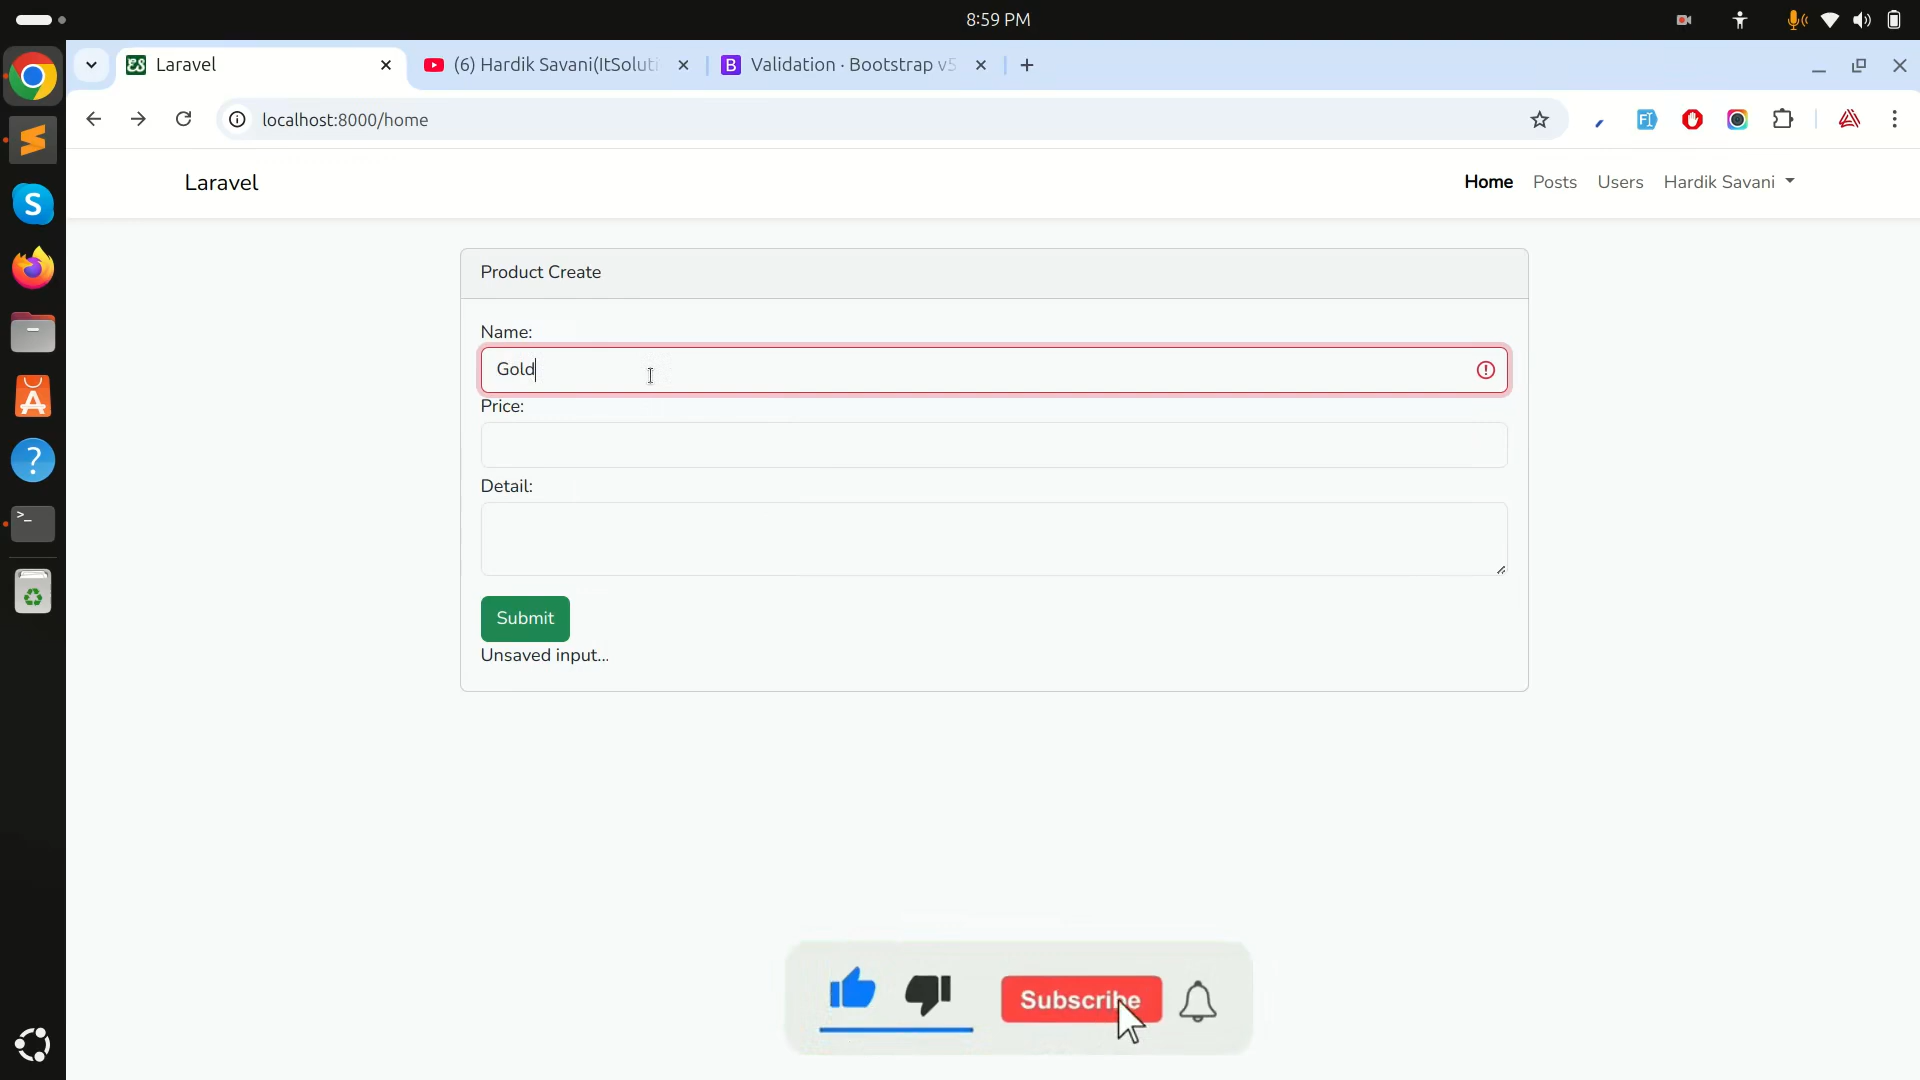 8:59 PM
Laravel
(6) Hardik Savani(ItSoluti
Validation · Bootstrap v5
localhost:8000/home
Laravel
Home Posts Users Hardik Savani
Product Create
Name:
Gold
Price:
Detail:
Submit
Unsaved input...
Subscribe